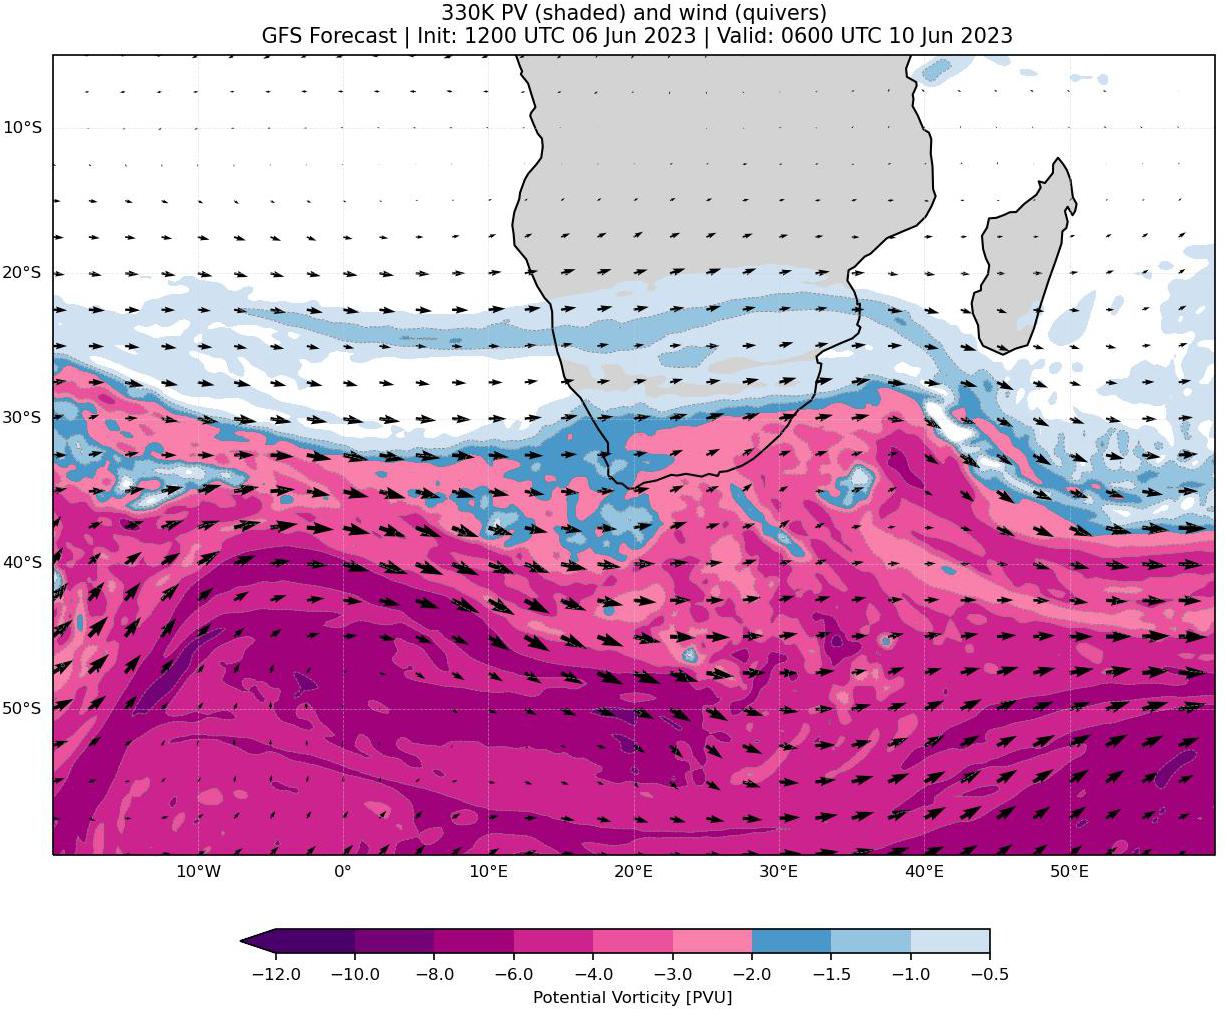 330K PV (shaded) and wind (quivers)
GFS Forecast | Init: 1200 UTC 06 Jun 2023 | Valid: 0600 UTC 10 Jun 2023
10°S
20°S
30°S
40°S
50°S
10°W 0° 10°E 20°E 30°E 40°E 50°E
−12.0 −10.0 −8.0 −6.0 −4.0 −3.0 −2.0 −1.5 −1.0 −0.5
Potential Vorticity [PVU]